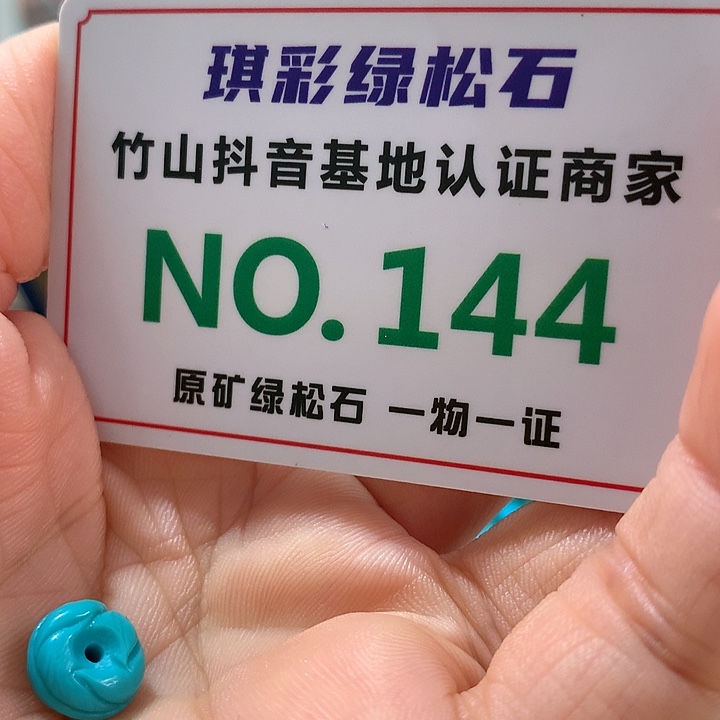 琪彩绿松石
竹山抖音基地认证商家
NO.144
原矿绿松石 一物一证